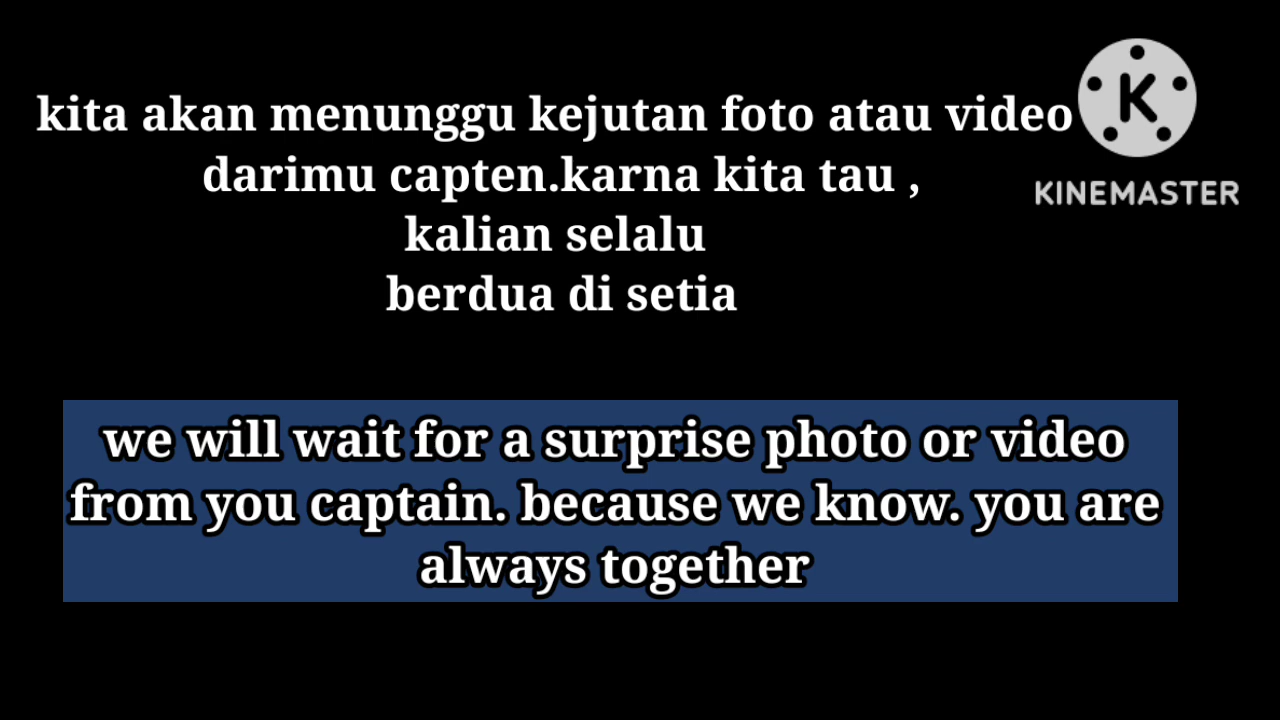 kita akan menunggu kejutan foto atau video
darimu capten.karna kita tau ,
kalian selalu
berdua di setia
K
KINEMASTER
we will wait for a surprise photo or video
from you captain. because we know. you are
always together